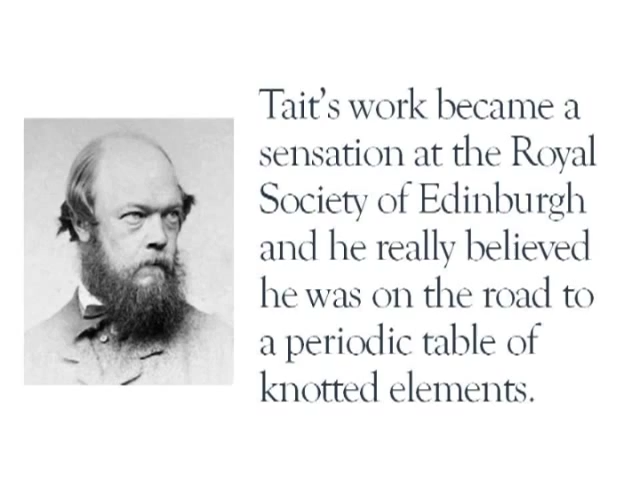 Tait's work became a
sensation at the Royal
Society of Edinburgh
and he really believed
he was on the road to
a periodic table of
knotted elements.